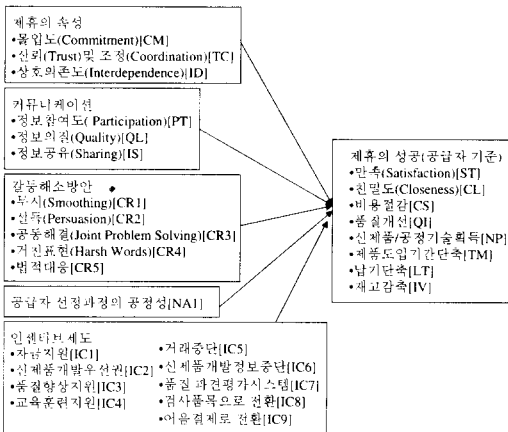 제휴의 속성
•몰입도(Commitment)[CM]
•신뢰(Trust)및 조정(Coordination)[TC]
•상호의존도(Interdependence)[ID]
커뮤니케이션
•정보참여도( Participation)[PT]
•정보의질(Quality)[QL]
•정보공유(Sharing)[IS]
갈등해소방안
•무시(Smoothing)[CR1]
•설득(Persuasion)[CR2]
•공동해결(Joint Problem Solving)[CR3]
•거친표현(Harsh Words)[CR4]
•법적대응[CR5]
공급자 선정과정의 공정성[NA1]
인센티브제도
•자금지원[IC1]
•신제품개발우선권[IC2]
•품질향상지원[IC3]
•교육훈련지원[IC4]
•거래중단[IC5]
•신제품개발정보중단[IC6]
•품질 파견평가시스템[IC7]
•검사품목으로 전환[IC8]
•어음결제로 전환[IC9]
제휴의 성공(공급자 기준)
•만족(Satisfaction)[ST]
•친밀도(Closeness)[CL]
•비용절감[CS]
•품질개선[QI]
•신제품/공정기술획득[NP]
•제품도입기간단축[TM]
•납기단축[LT]
•재고감축[IV]